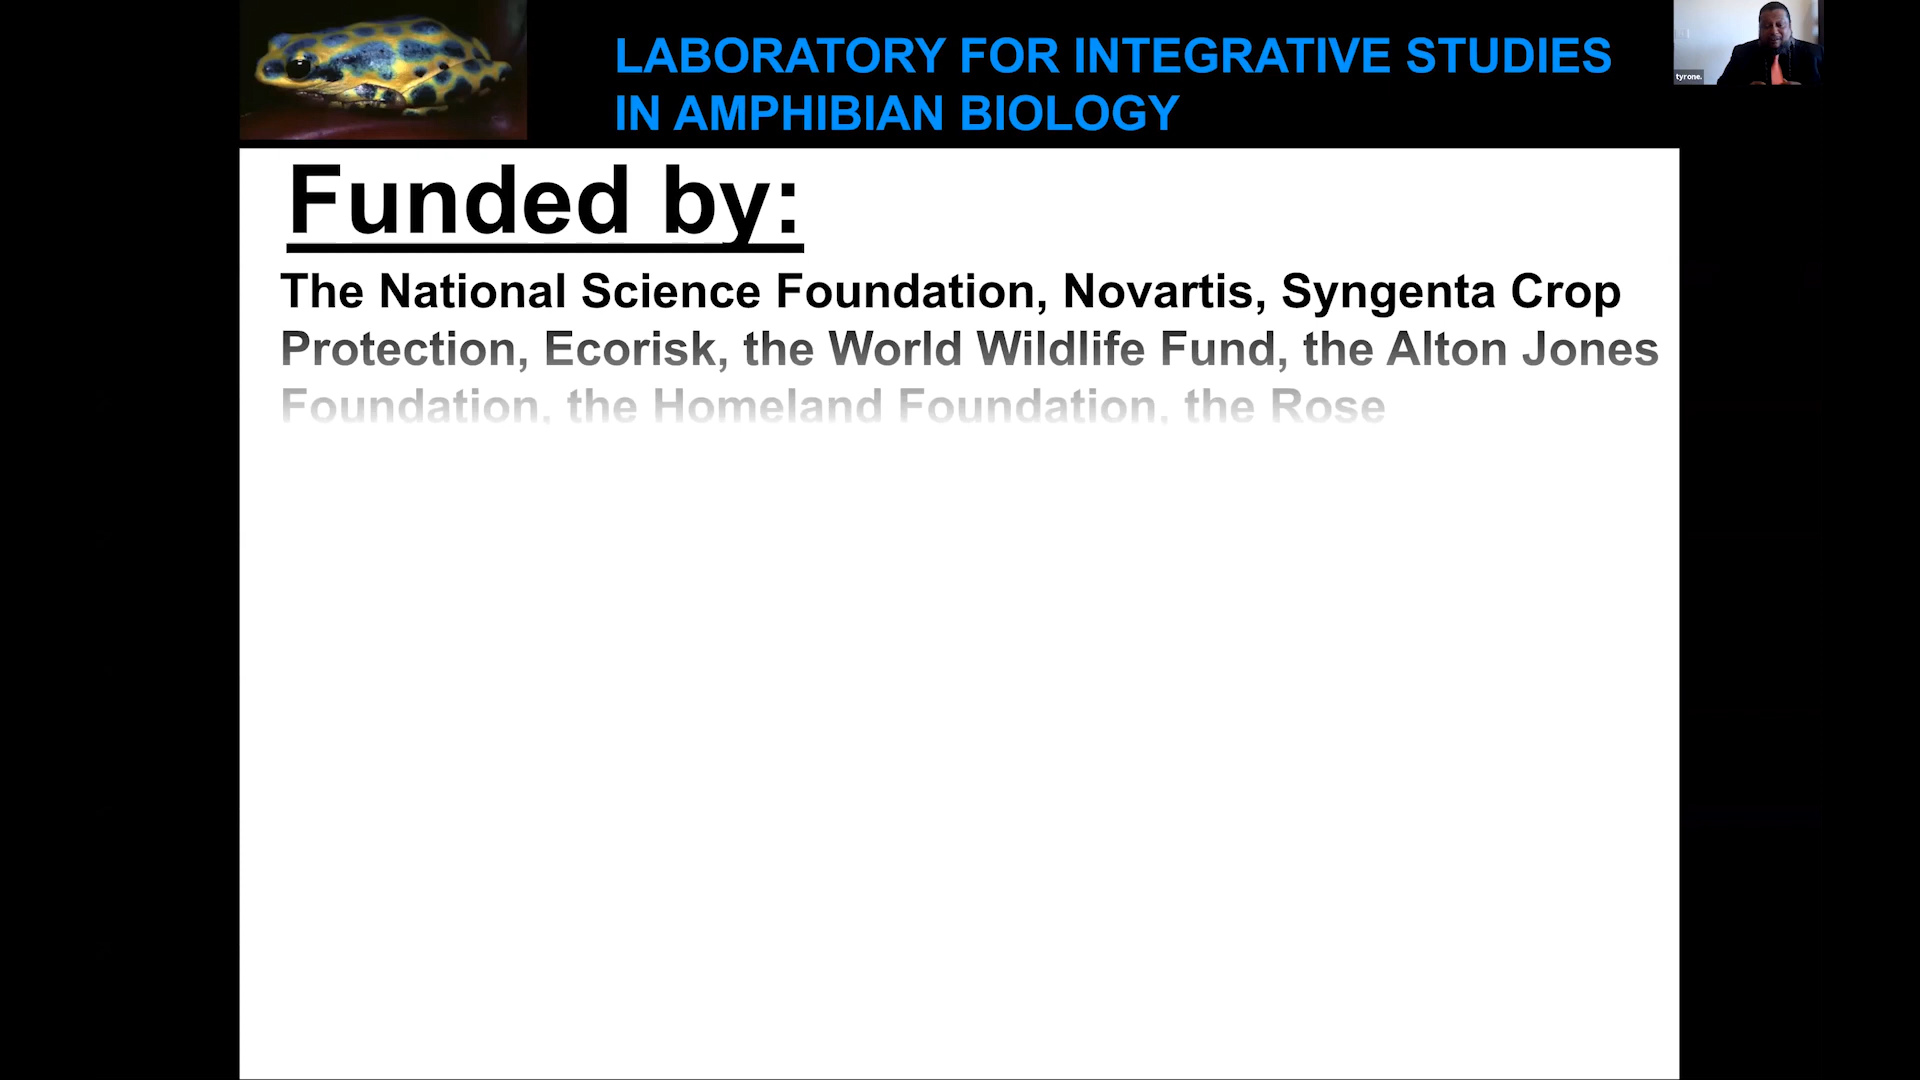 LABORATORY FOR INTEGRATIVE STUDIES
IN AMPHIBIAN BIOLOGY
tyrone.
Funded by:
The National Science Foundation, Novartis, Syngenta Crop
Protection, Ecorisk, the World Wildlife Fund, the Alton Jones
Foundation, the Homeland Foundation, the Rose